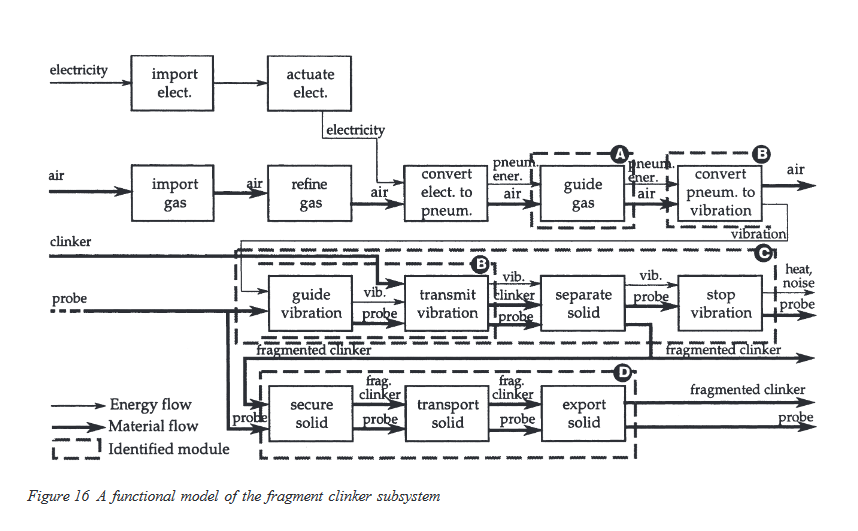 electricity
import
elect.
actuate
elect.
electricity
air
import
gas
air
refine
gas
air
convert
elect. to
pneum.
pneum.
ener.
air
A
guide
gas
pneum.
ener.
air
B
convert
pneum. to
vibration
air
vibration
clinker
probe
B
C
guide
vibration
vib.
probe
transmit
vibration
vib.
clinker
probe
separate
solid
vib.
probe
stop
vibration
heat,
noise
probe
fragmented clinker
fragmented clinker
D
probe
secure
solid
frag.
clinker
probe
transport
solid
frag.
clinker
probe
export
solid
fragmented clinker
probe
Energy flow
Material flow
Identified module
Figure 16 A functional model of the fragment clinker subsystem